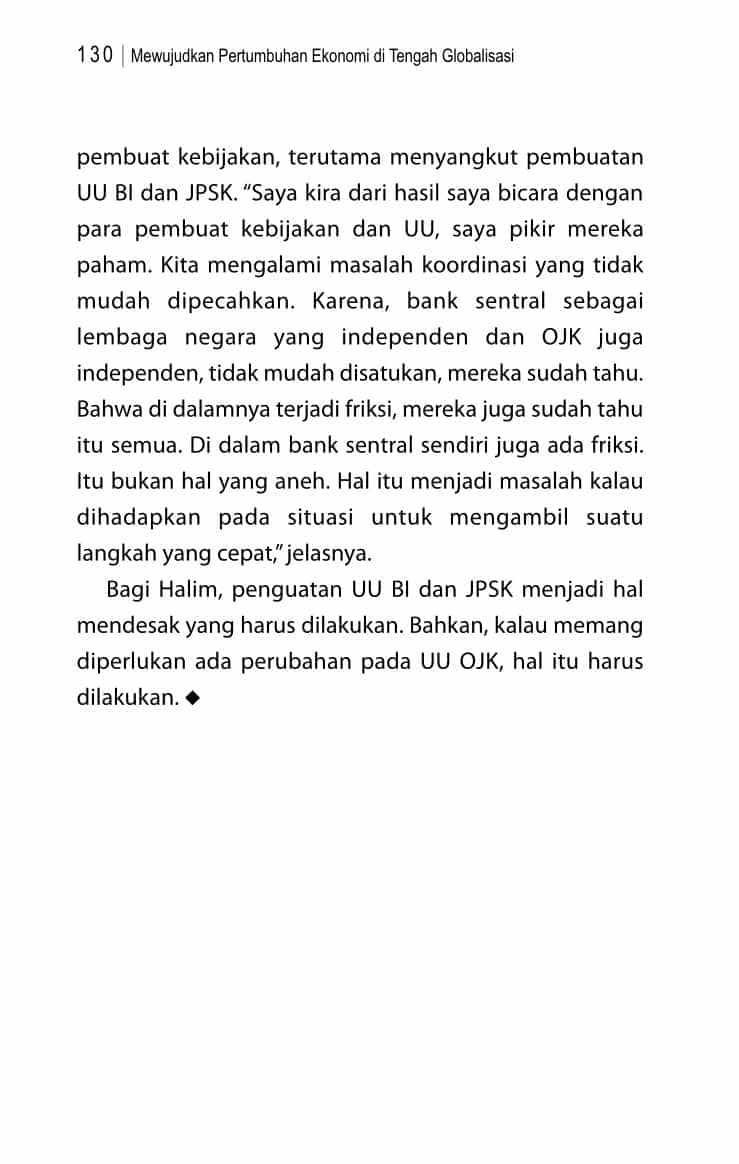 130 | Mewujudkan Pertumbuhan Ekonomi di Tengah Globalisasi
pembuat kebijakan, terutama menyangkut pembuatan
UU BI dan JPSK. “Saya kira dari hasil saya bicara dengan
para pembuat kebijakan dan UU, saya pikir mereka
paham. Kita mengalami masalah koordinasi yang tidak
mudah dipecahkan. Karena, bank sentral sebagai
lembaga negara yang independen dan OJK juga
independen, tidak mudah disatukan, mereka sudah tahu.
Bahwa di dalamnya terjadi friksi, mereka juga sudah tahu
itu semua. Di dalam bank sentral sendiri juga ada friksi.
Itu bukan hal yang aneh. Hal itu menjadi masalah kalau
dihadapkan pada situasi untuk mengambil suatu
langkah yang cepat,” jelasnya.
Bagi Halim, penguatan UU BI dan JPSK menjadi hal
mendesak yang harus dilakukan. Bahkan, kalau memang
diperlukan ada perubahan pada UU OJK, hal itu harus
dilakukan. ◆